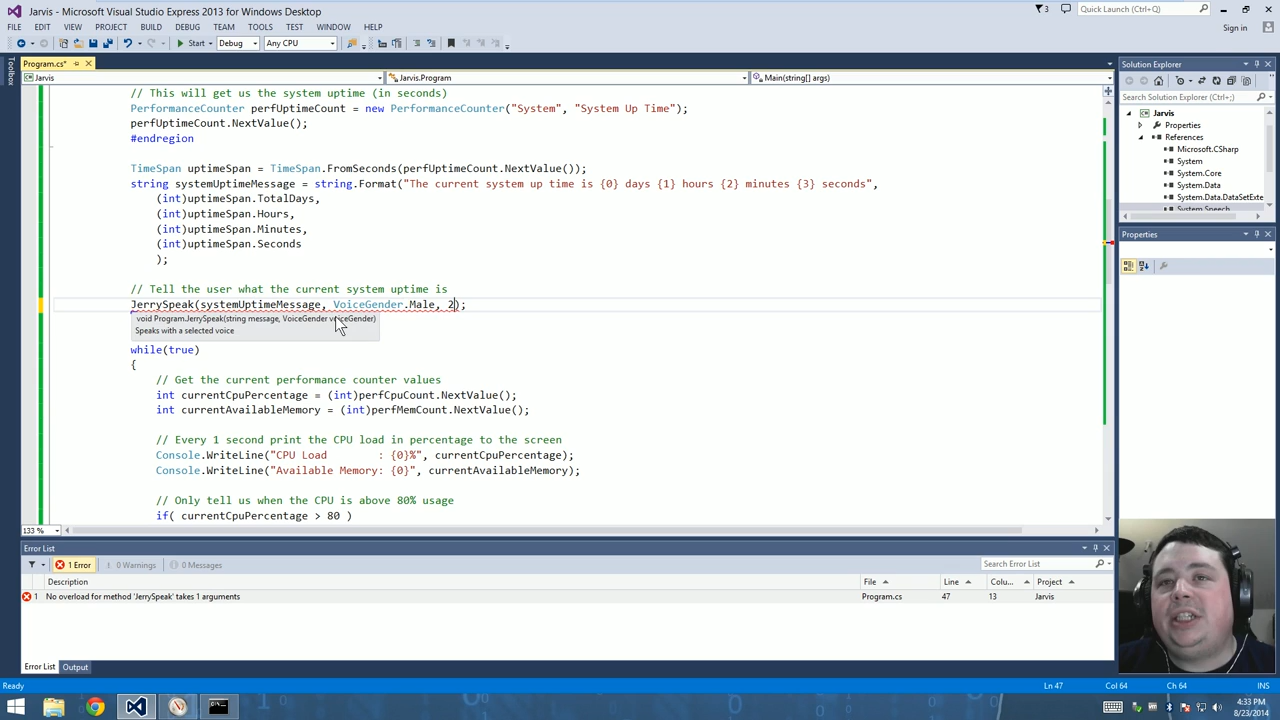 Jarvis - Microsoft Visual Studio Express 2013 for Windows Desktop
3
Quick Launch (Ctrl+Q)
FILE EDIT VIEW PROJECT BUILD DEBUG TEAM TOOLS TEST WINDOW HELP
Sign in
Start Debug Any CPU
Toolbox
Program.cs*
Jarvis
Jarvis.Program
Main(string[] args)
// This will get us the system uptime (in seconds)
PerformanceCounter perfUptimeCount = new PerformanceCounter("System", "System Up Time");
perfUptimeCount.NextValue();
#endregion
TimeSpan uptimeSpan = TimeSpan.FromSeconds(perfUptimeCount.NextValue());
string systemUptimeMessage = string.Format("The current system up time is {0} days {1} hours {2} minutes {3} seconds",
(int)uptimeSpan.TotalDays,
(int)uptimeSpan.Hours,
(int)uptimeSpan.Minutes,
(int)uptimeSpan.Seconds
);
// Tell the user what the current system uptime is
JerrySpeak(systemUptimeMessage, VoiceGender.Male, 2);
void Program.JerrySpeak(string message, VoiceGender voiceGender)
Speaks with a selected voice
while(true)
{
// Get the current performance counter values
int currentCpuPercentage = (int)perfCpuCount.NextValue();
int currentAvailableMemory = (int)perfMemCount.NextValue();
// Every 1 second print the CPU load in percentage to the screen
Console.WriteLine("CPU Load        : {0}%", currentCpuPercentage);
Console.WriteLine("Available Memory: {0}", currentAvailableMemory);
// Only tell us when the CPU is above 80% usage
if( currentCpuPercentage > 80 )
133 %
Solution Explorer
Search Solution Explorer (Ctrl+;)
Jarvis
Properties
References
Microsoft.CSharp
System
System.Core
System.Data
System.Data.DataSetExte
System.Speech
Properties
Error List
1 Error 0 Warnings 0 Messages
Search Error List
Description File Line Colu... Project
1 No overload for method 'JerrySpeak' takes 1 arguments Program.cs 47 13 Jarvis
Error List Output
Ready Ln 47 Col 64 Ch 64 INS
4:33 PM
8/23/2014